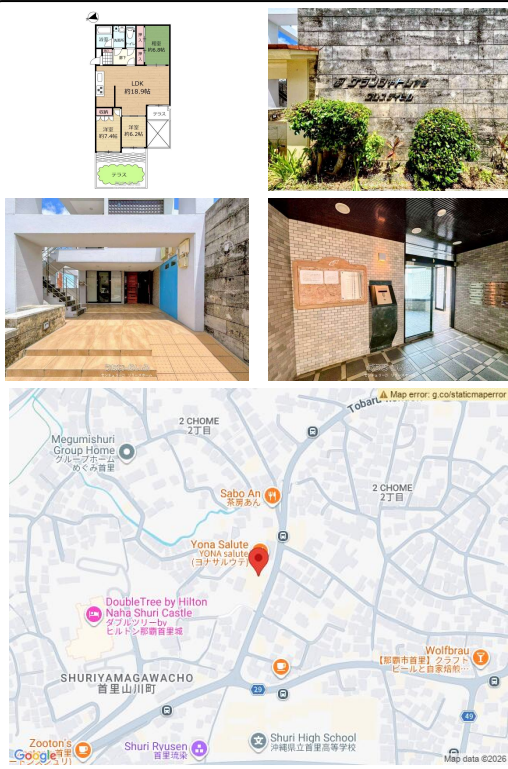 洋室
約6.8帖
LDK
約18.9帖
テラス
収納
洋室
約7.4帖
洋室
約6.2帖
テラス
Map error: g.co/staticmaperror
2 CHOME
2丁目
Megumishuri
Group Home
グループホーム
めぐみ首里
Sabo An
茶房あん
2 CHOME
2丁目
Yona Salute
YONA salute
(ヨナサルウテ)
DoubleTree by Hilton
Naha Shuri Castle
ダブルツリーby
ヒルトン那覇首里城
Wolfbrau
【那覇市首里】クラフト
ビールと自家焙煎…
SHURIYAMAGAWACHO
首里山川町
29
49
Shuri High School
沖縄県立首里高等学校
Shuri Ryusen
首里琉染
Zooton's
Google
Map data ©2026